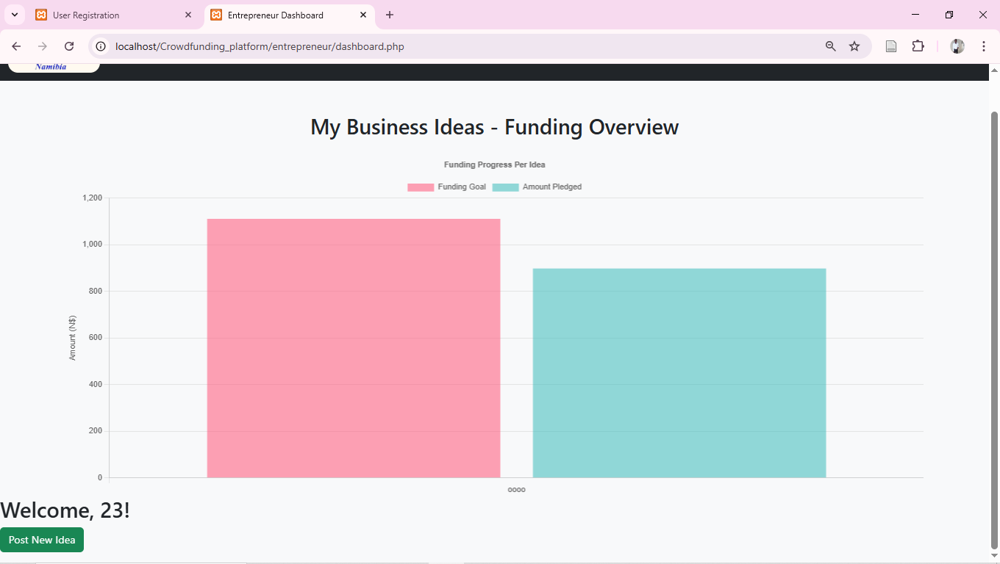 User Registration
Entrepreneur Dashboard
localhost/Crowdfunding_platform/entrepreneur/dashboard.php
Namibia
My Business Ideas - Funding Overview
Funding Progress Per Idea
Funding Goal
Amount Pledged
1,200
1,000
800
600
400
200
0
Amount (N$)
oooo
Welcome, 23!
Post New Idea